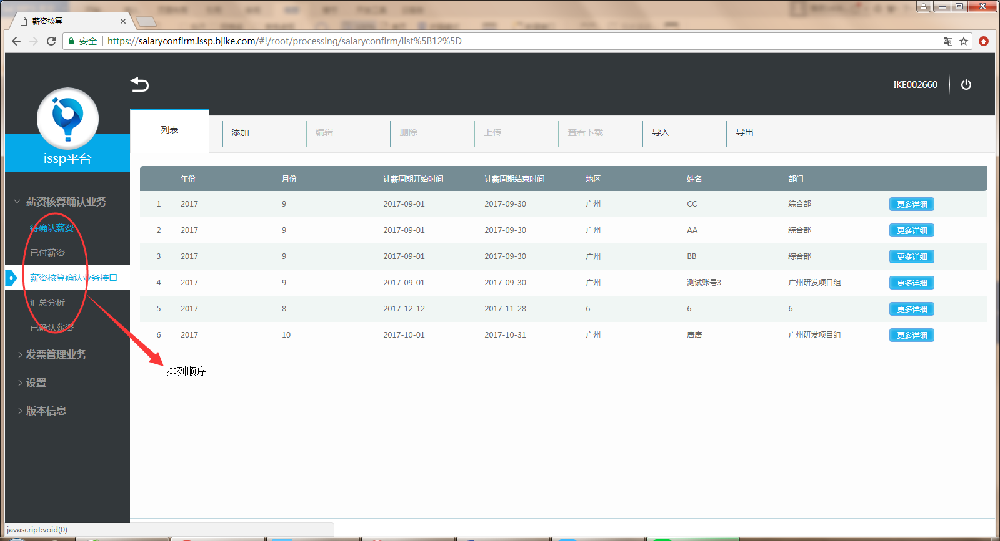 薪资核算
安全 https://salaryconfirm.issp.bjike.com/#!/root/processing/salaryconfirm/list%5B12%5D
IKE002660
issp平台
列表 添加 编辑 删除 上传 查看下载 导入 导出
薪资核算确认业务
待确认薪资
已付薪资
薪资核算确认业务接口
汇总分析
已确认薪资
发票管理业务
设置
版本信息
年份 月份 计薪周期开始时间 计薪周期结束时间 地区 姓名 部门
1 2017 9 2017-09-01 2017-09-30 广州 CC 综合部 更多详细
2 2017 9 2017-09-01 2017-09-30 广州 AA 综合部 更多详细
3 2017 9 2017-09-01 2017-09-30 广州 BB 综合部 更多详细
4 2017 9 2017-09-01 2017-09-30 广州 测试账号3 广州研发项目组 更多详细
5 2017 8 2017-12-12 2017-11-28 6 6 6 更多详细
6 2017 10 2017-10-01 2017-10-31 广州 唐唐 广州研发项目组 更多详细
排列顺序
javascript:void(0)